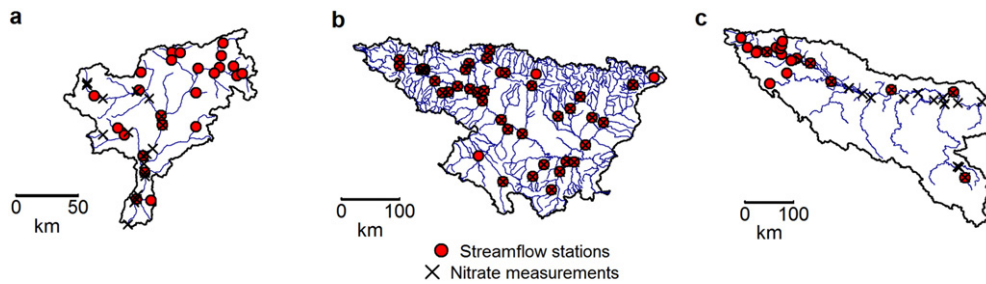 a
b
c
0 50
km
0 100
km
0 100
km
Streamflow stations
Nitrate measurements